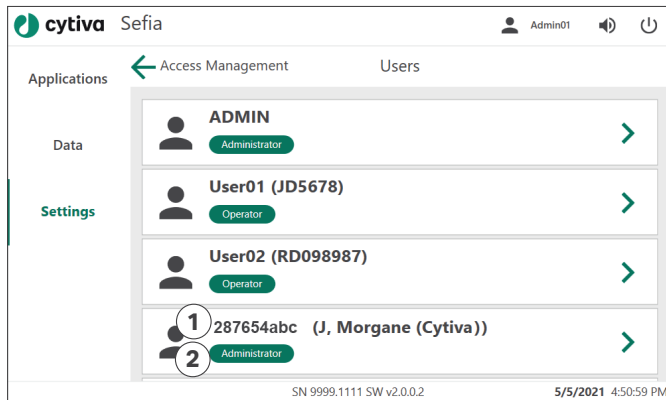 cytiva Sefia Admin01
Access Management Users
Applications
Data
Settings
ADMIN
Administrator
User01 (JD5678)
Operator
User02 (RD098987)
Operator
1 287654abc (J, Morgane (Cytiva))
2 Administrator
SN 9999.1111 SW v2.0.0.2 5/5/2021 4:50:59 PM